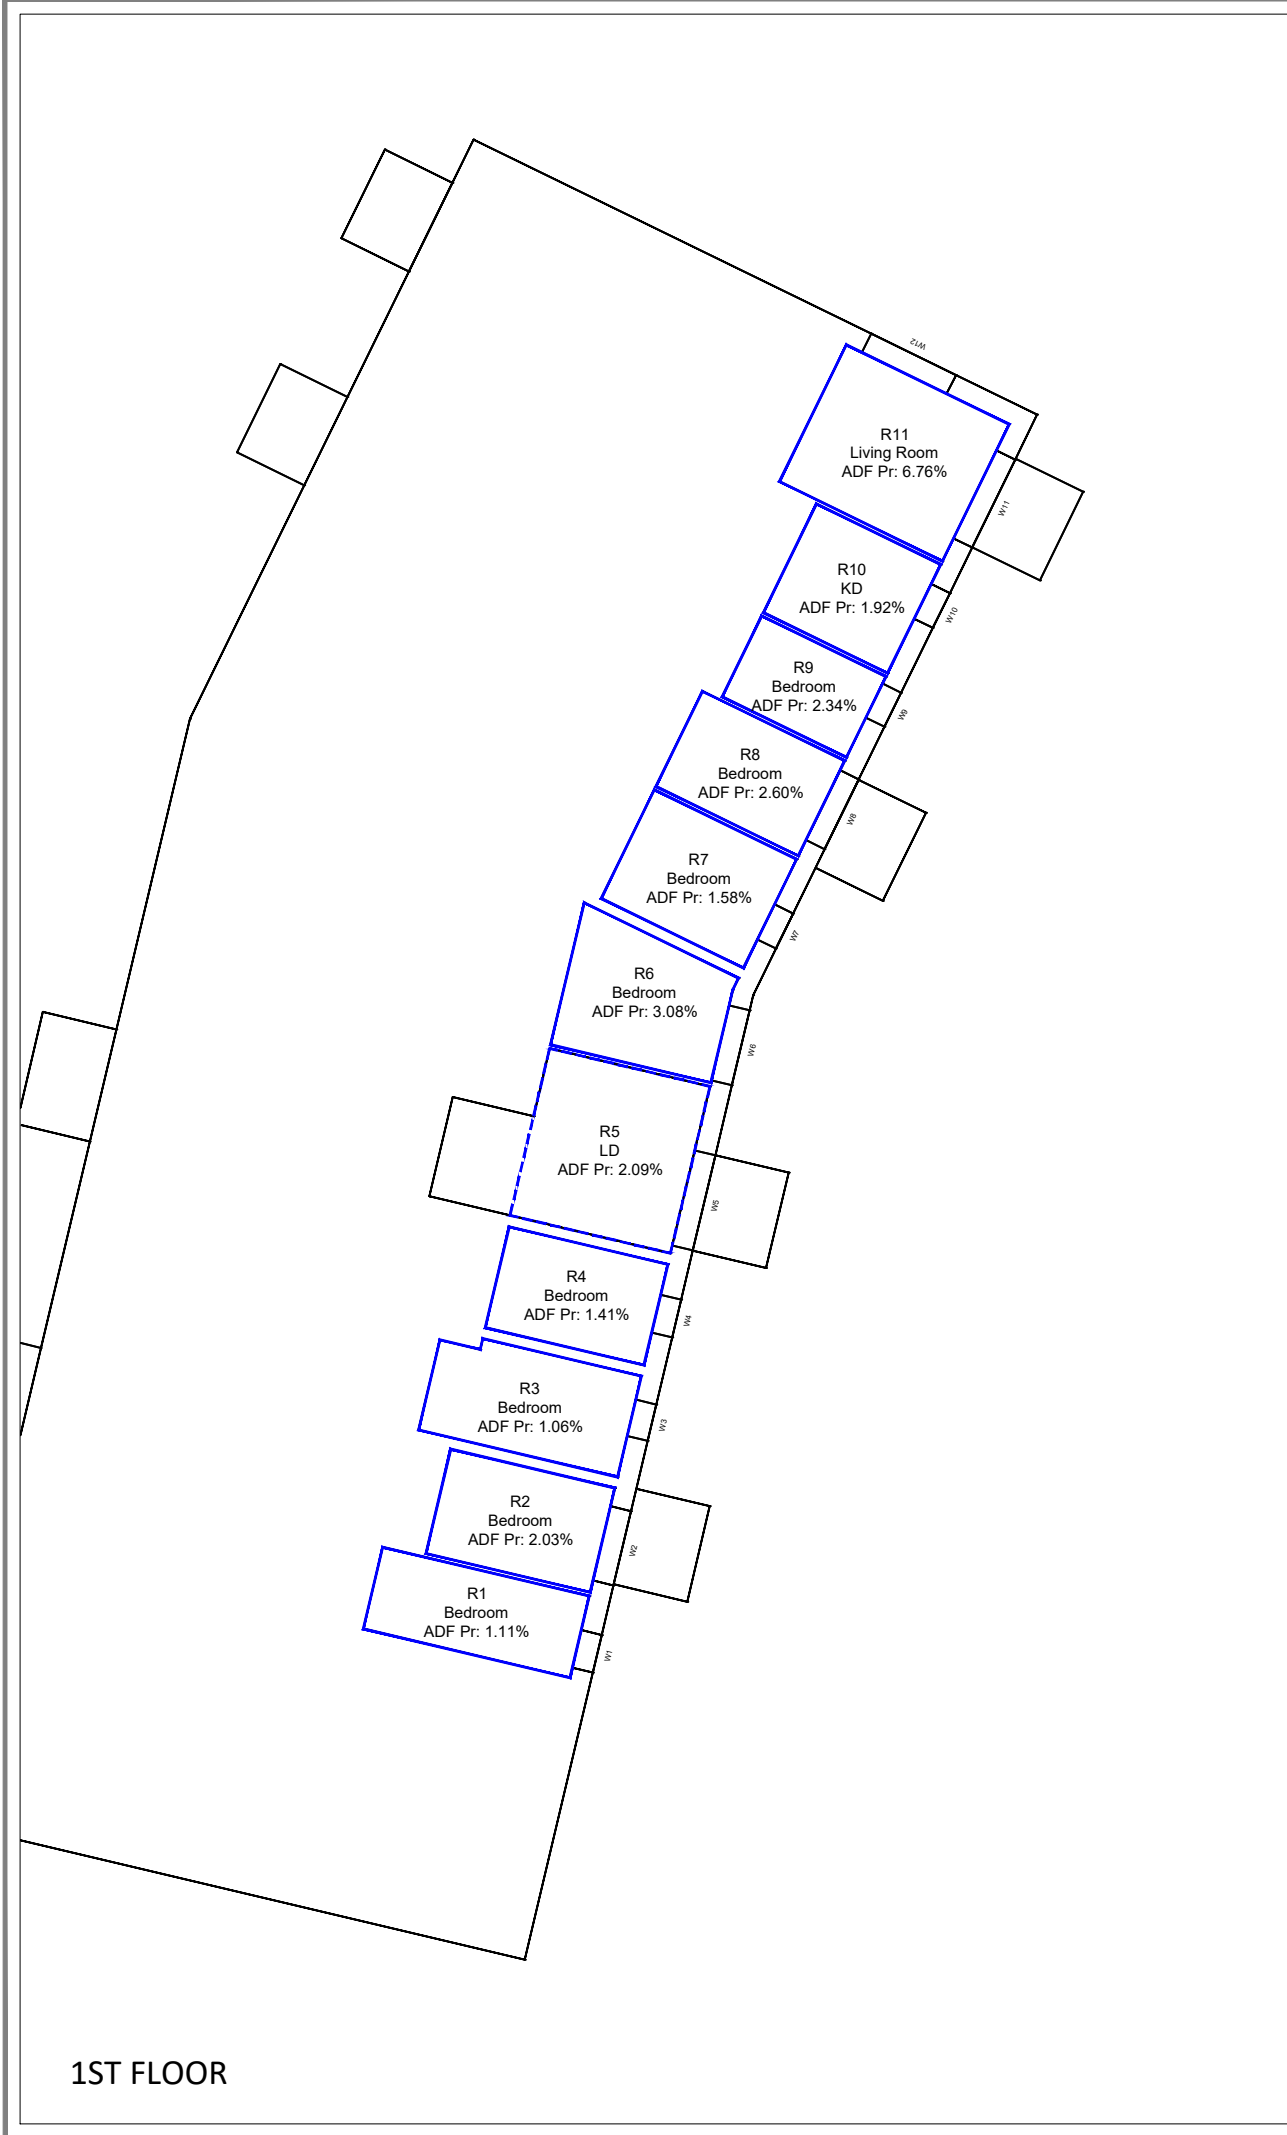 W12
R11
Living Room
ADF Pr: 6.76%
W11
R10
KD
ADF Pr: 1.92%
W10
R9
Bedroom
ADF Pr: 2.34%
W9
R8
Bedroom
ADF Pr: 2.60%
W8
R7
Bedroom
ADF Pr: 1.58%
W7
R6
Bedroom
ADF Pr: 3.08%
W6
R5
LD
ADF Pr: 2.09%
W5
R4
Bedroom
ADF Pr: 1.41%
W4
R3
Bedroom
ADF Pr: 1.06%
W3
R2
Bedroom
ADF Pr: 2.03%
W2
R1
Bedroom
ADF Pr: 1.11%
W1
1ST FLOOR